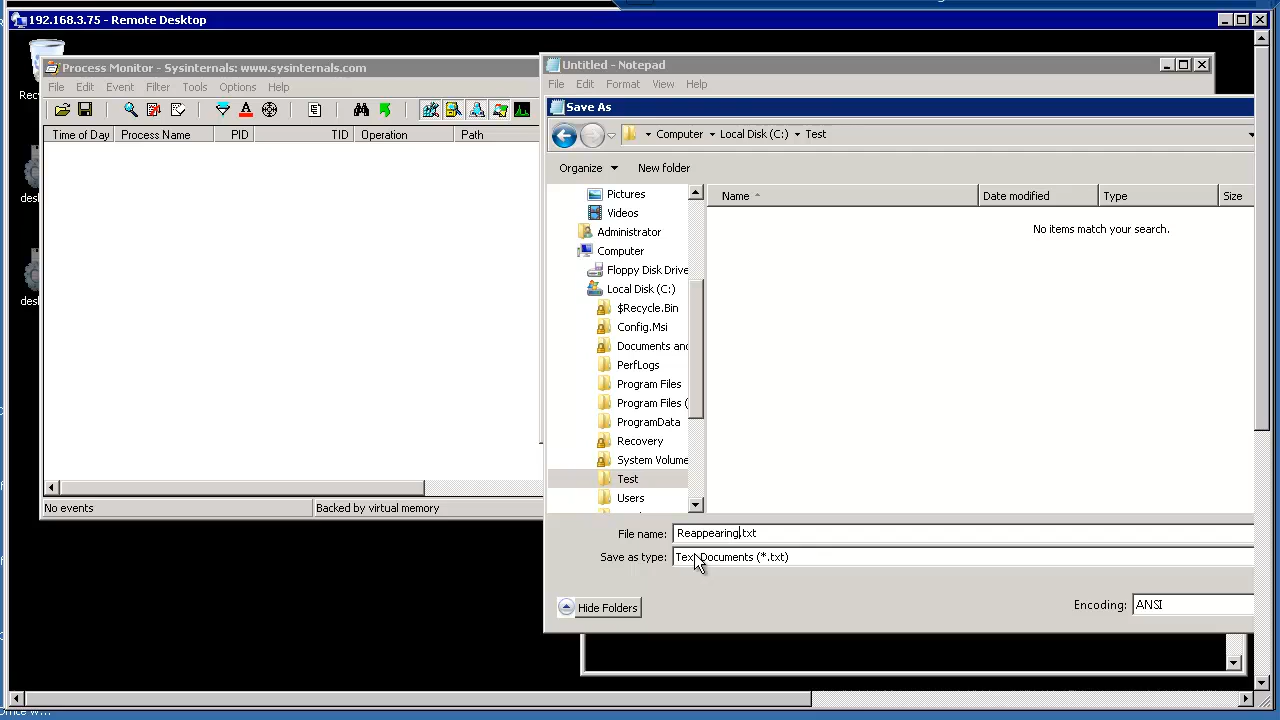 192.168.3.75 - Remote Desktop
Process Monitor - Sysinternals: www.sysinternals.com
File Edit Event Filter Tools Options Help
Time of Day Process Name PID TID Operation Path
No events Backed by virtual memory
Untitled - Notepad
File Edit Format View Help
Save As
Computer Local Disk (C:) Test
Organize New folder
Pictures
Videos
Administrator
Computer
Floppy Disk Drive
Local Disk (C:)
$Recycle.Bin
Config.Msi
Documents and
PerfLogs
Program Files
Program Files (
ProgramData
Recovery
System Volume
Test
Users
Name Date modified Type Size
No items match your search.
File name: Reappearing.txt
Save as type: Text Documents (*.txt)
Hide Folders
Encoding: ANSI